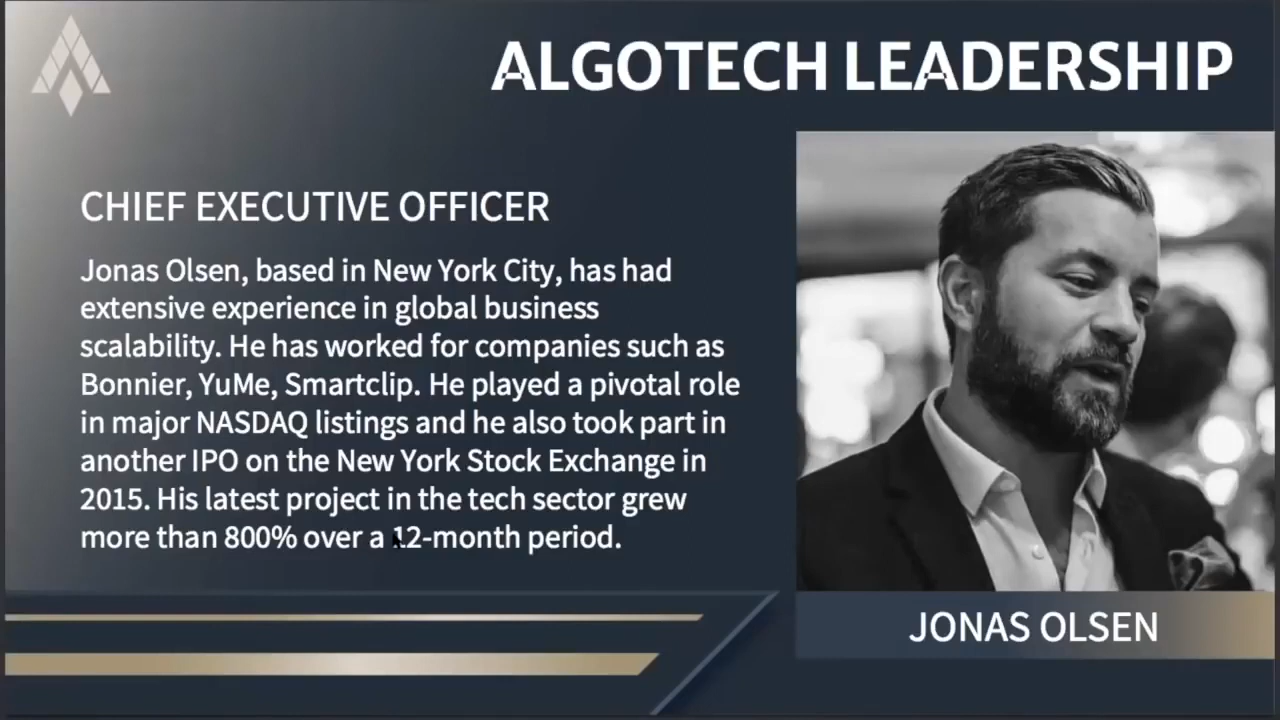 ALGOTECH LEADERSHIP
CHIEF EXECUTIVE OFFICER
Jonas Olsen, based in New York City, has had
extensive experience in global business
scalability. He has worked for companies such as
Bonnier, YuMe, Smartclip. He played a pivotal role
in major NASDAQ listings and he also took part in
another IPO on the New York Stock Exchange in
2015. His latest project in the tech sector grew
more than 800% over a 12-month period.
JONAS OLSEN